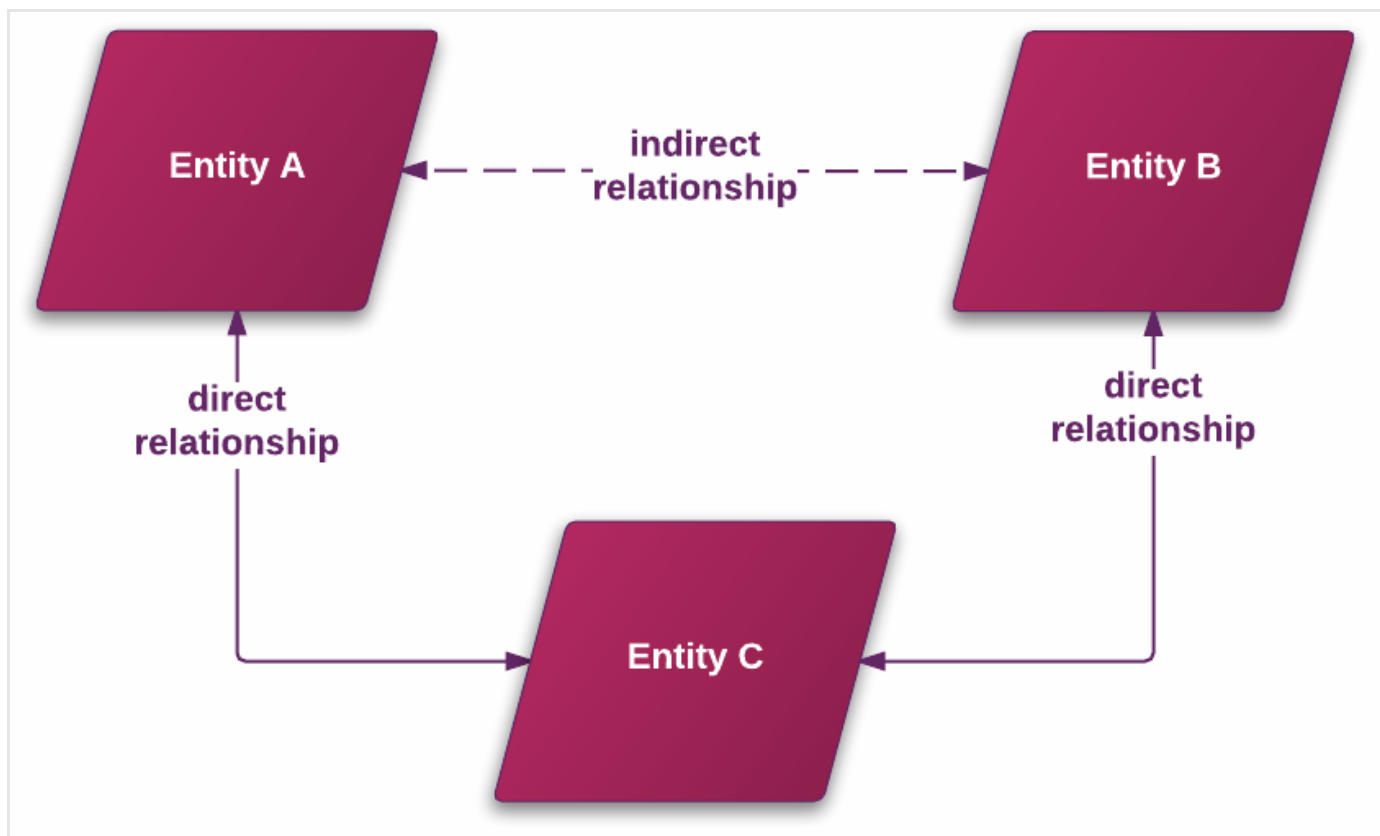 Entity A
indirect
relationship
Entity B
direct
relationship
direct
relationship
Entity C